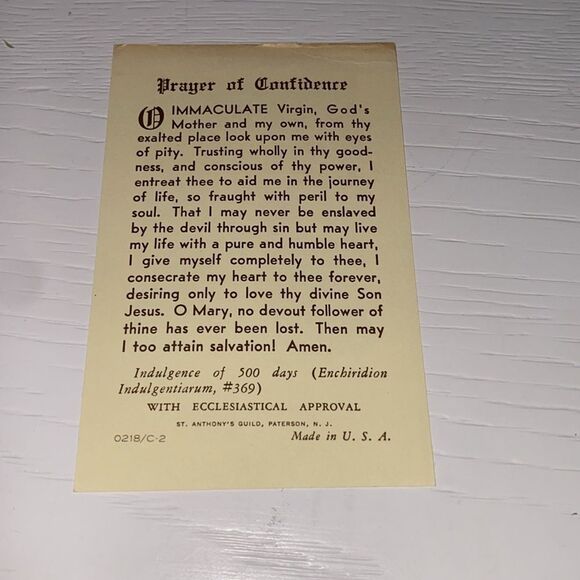 Prayer of Confidence
O IMMACULATE Virgin, God's
Mother and my own, from thy
exalted place look upon me with eyes
of pity. Trusting wholly in thy good-
ness, and conscious of thy power, I
entreat thee to aid me in the journey
of life, so fraught with peril to my
soul. That I may never be enslaved
by the devil through sin but may live
my life with a pure and humble heart,
I give myself completely to thee, I
consecrate my heart to thee forever,
desiring only to love thy divine Son
Jesus. O Mary, no devout follower of
thine has ever been lost. Then may
I too attain salvation! Amen.
Indulgence of 500 days (Enchiridion
Indulgentiarum, #369)
WITH ECCLESIASTICAL APPROVAL
ST. ANTHONY'S GUILD, PATERSON, N. J.
0218/C-2 Made in U. S. A.